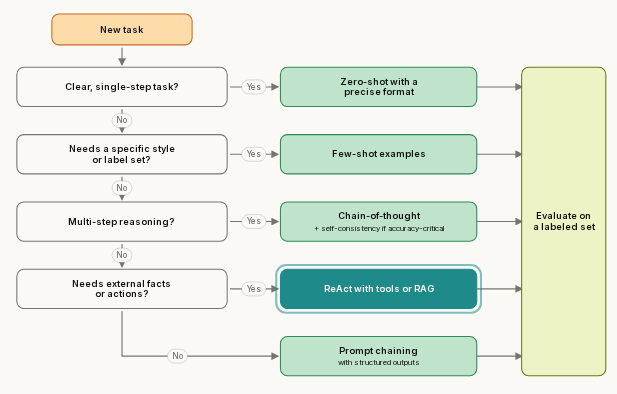 New task
Clear, single-step task?
Yes
Zero-shot with a
precise format
No
Needs a specific style
or label set?
Yes
Few-shot examples
No
Multi-step reasoning?
Yes
Chain-of-thought
+ self-consistency if accuracy-critical
Evaluate on
a labeled set
No
Needs external facts
or actions?
Yes
ReAct with tools or RAG
No
Prompt chaining
with structured outputs